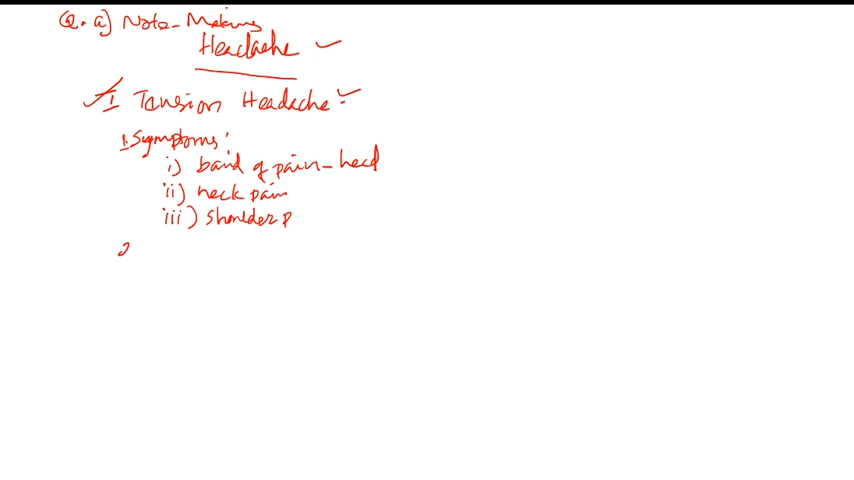 Q. a) Note-Making
Headache
I Tension Headache:
1. Symptoms:
i) band of pain - head
ii) neck pain
iii) shoulder p
2